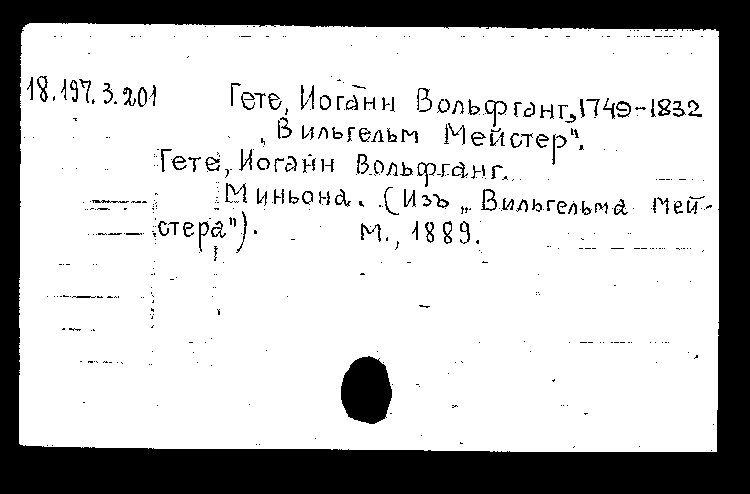 18.197.3.201 Гете, Иоганн Вольфганг, 1749-1832
„Вильгельм Мейстер".
Гете, Иоганн Вольфганг.
Миньона. (Изъ „Вильгельма Мей-
стера"). М., 1889.